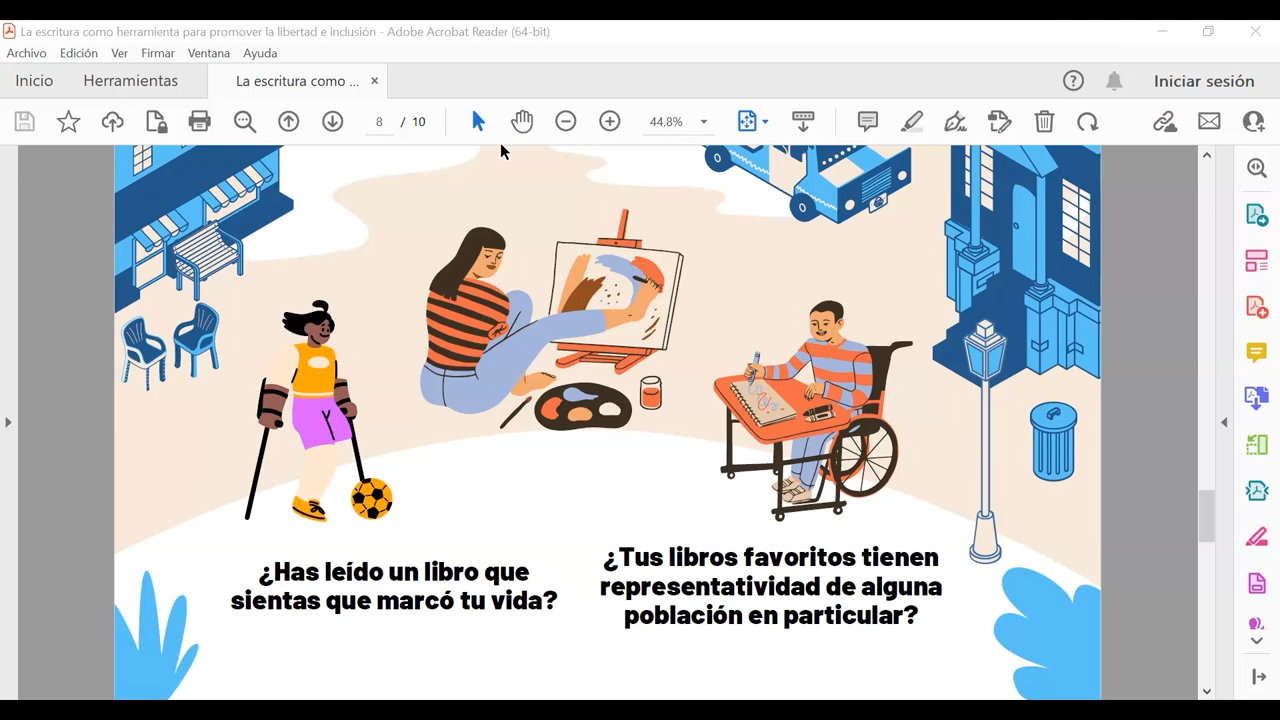 La escritura como herramienta para promover la libertad e inclusión - Adobe Acrobat Reader (64-bit)
Archivo Edición Ver Firmar Ventana Ayuda
Inicio Herramientas La escritura como ... × Iniciar sesión
8 / 10 44,8%
¿Has leído un libro que
sientas que marcó tu vida?
¿Tus libros favoritos tienen
representatividad de alguna
población en particular?